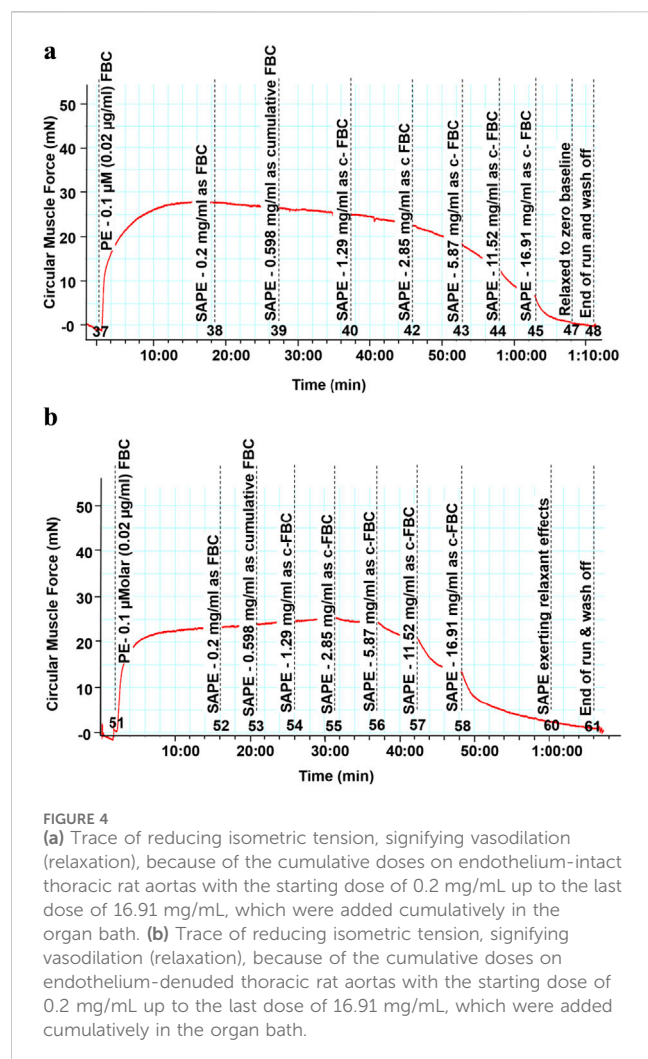 a
Circular Muscle Force (mN)
50
40
30
20
10
-0
PE - 0.1 µM (0.02 µg/ml) FBC
SAPE - 0.2 mg/ml as FBC
SAPE - 0.598 mg/ml as cumulative FBC
SAPE - 1.29 mg/ml as c- FBC
SAPE - 2.85 mg/ml as c FBC
SAPE - 5.87 mg/ml as c- FBC
SAPE - 11.52 mg/ml as c- FBC
SAPE - 16.91 mg/ml as c- FBC
Relaxed to zero baseline
End of run and wash off
37 38 39 40 42 43 44 45 47 48
10:00 20:00 30:00 40:00 50:00 1:00:00 1:10:00
Time (min)
b
Circular Muscle Force (mN)
50
40
30
20
10
-0
PE- 0.1 µMolar (0.02 µg/ml) FBC
SAPE - 0.2 mg/ml as FBC
SAPE - 0.598 mg/ml as cumulative FBC
SAPE - 1.29 mg/ml as c-FBC
SAPE - 2.85 mg/ml as c-FBC
SAPE - 5.87 mg/ml as c-FBC
SAPE - 11.52 mg/ml as c-FBC
SAPE - 16.91 mg/ml as c-FBC
SAPE exerting relaxant effects
End of run & wash off
51 52 53 54 55 56 57 58 60 61
10:00 20:00 30:00 40:00 50:00 1:00:00
Time (min)
FIGURE 4
(a) Trace of reducing isometric tension, signifying vasodilation
(relaxation), because of the cumulative doses on endothelium-intact
thoracic rat aortas with the starting dose of 0.2 mg/mL up to the last
dose of 16.91 mg/mL, which were added cumulatively in the
organ bath. (b) Trace of reducing isometric tension, signifying
vasodilation (relaxation), because of the cumulative doses on
endothelium-denuded thoracic rat aortas with the starting dose of
0.2 mg/mL up to the last dose of 16.91 mg/mL, which were added
cumulatively in the organ bath.